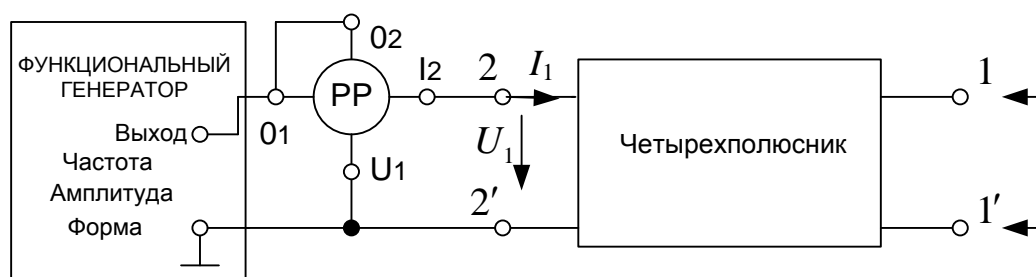 ФУНКЦИОНАЛЬНЫЙ
ГЕНЕРАТОР
Выход
Частота
Амплитуда
Форма
02
01
PP
I2
U1
2
I₁
U₁
2′
Четырехполюсник
1
1′